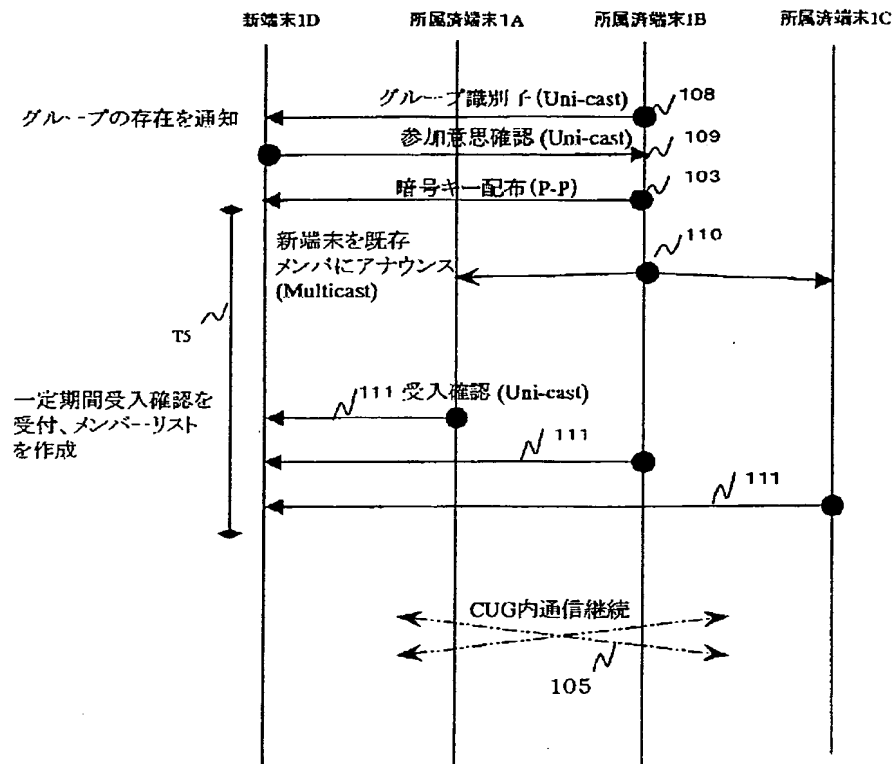 新端末1D 所属済端末1A 所属済端末1B 所属済端末1C
グループ識別子(Uni-cast)
108
グループの存在を通知
参加意思確認 (Uni-cast)
109
暗号キー配布(P-P)
103
新端末を既存
メンバにアナウンス
(Multicast)
110
T5
一定期間受入確認を
受付、メンバーリスト
を作成
111 受入確認 (Uni-cast)
111
111
CUG内通信継続
105